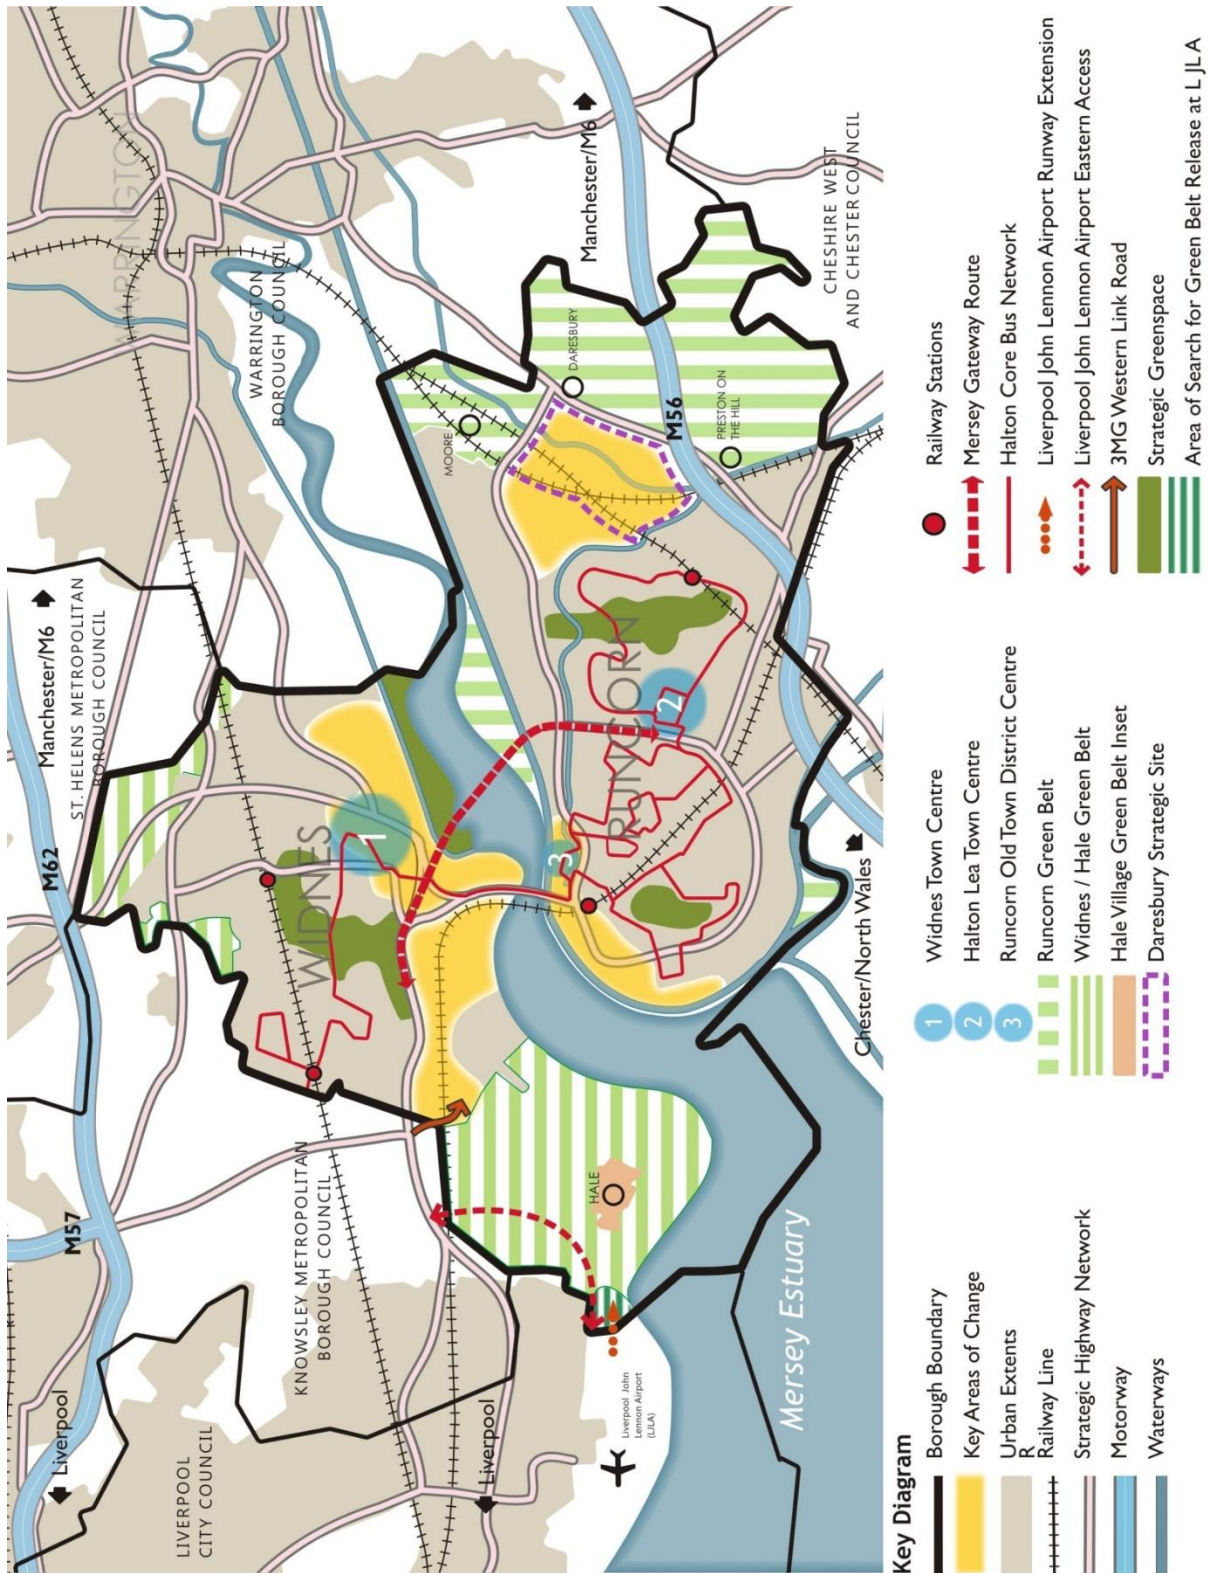 WARRINGTON
WARRINGTON
BOROUGH COUNCIL
Manchester/M6
ST. HELENS METROPOLITAN
BOROUGH COUNCIL
M62
M57
Liverpool
LIVERPOOL
CITY COUNCIL
KNOWSLEY METROPOLITAN
BOROUGH COUNCIL
Liverpool
WIDNES
1
Manchester/M6
CHESHIRE WEST
AND CHESTER COUNCIL
MOORE
DARESBURY
M56
PRESTON ON
THE HILL
RUNCORN
2
3
HALE
Liverpool John
Lennon Airport
(LJLA)
Mersey Estuary
Chester/North Wales
Key Diagram
Borough Boundary
Key Areas of Change
Urban Extents
R
Railway Line
Strategic Highway Network
Motorway
Waterways
1 Widnes Town Centre
2 Halton Lea Town Centre
3 Runcorn Old Town District Centre
Runcorn Green Belt
Widnes / Hale Green Belt
Hale Village Green Belt Inset
Daresbury Strategic Site
Railway Stations
Mersey Gateway Route
Halton Core Bus Network
Liverpool John Lennon Airport Runway Extension
Liverpool John Lennon Airport Eastern Access
3MG Western Link Road
Strategic Greenspace
Area of Search for Green Belt Release at L JL A